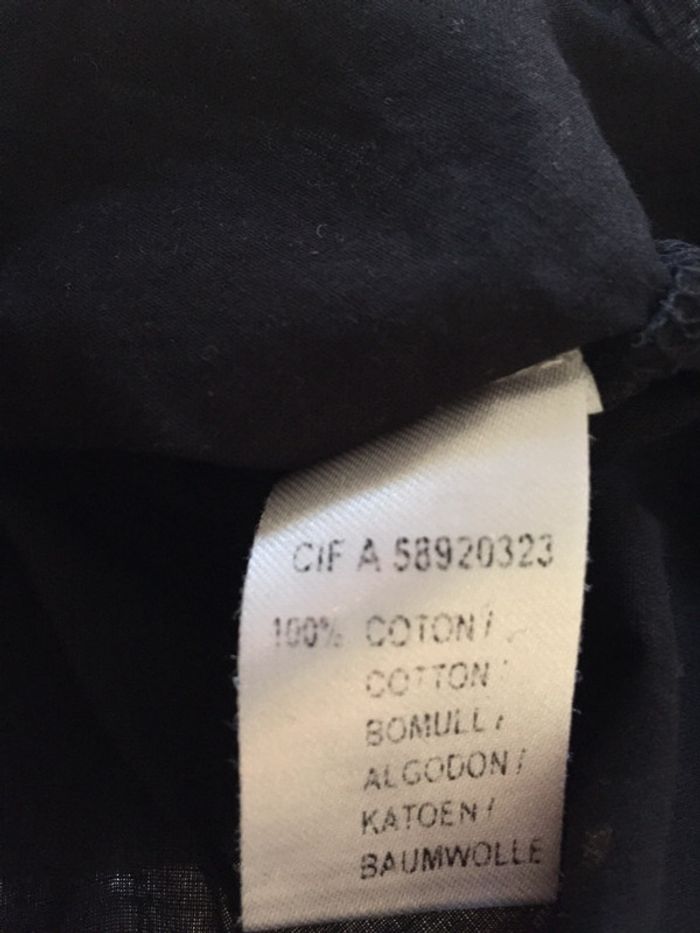 CIF A 58920323
100% COTON/
COTTON/
BOMULL/
ALGODON/
KATOEN/
BAUMWOLLE